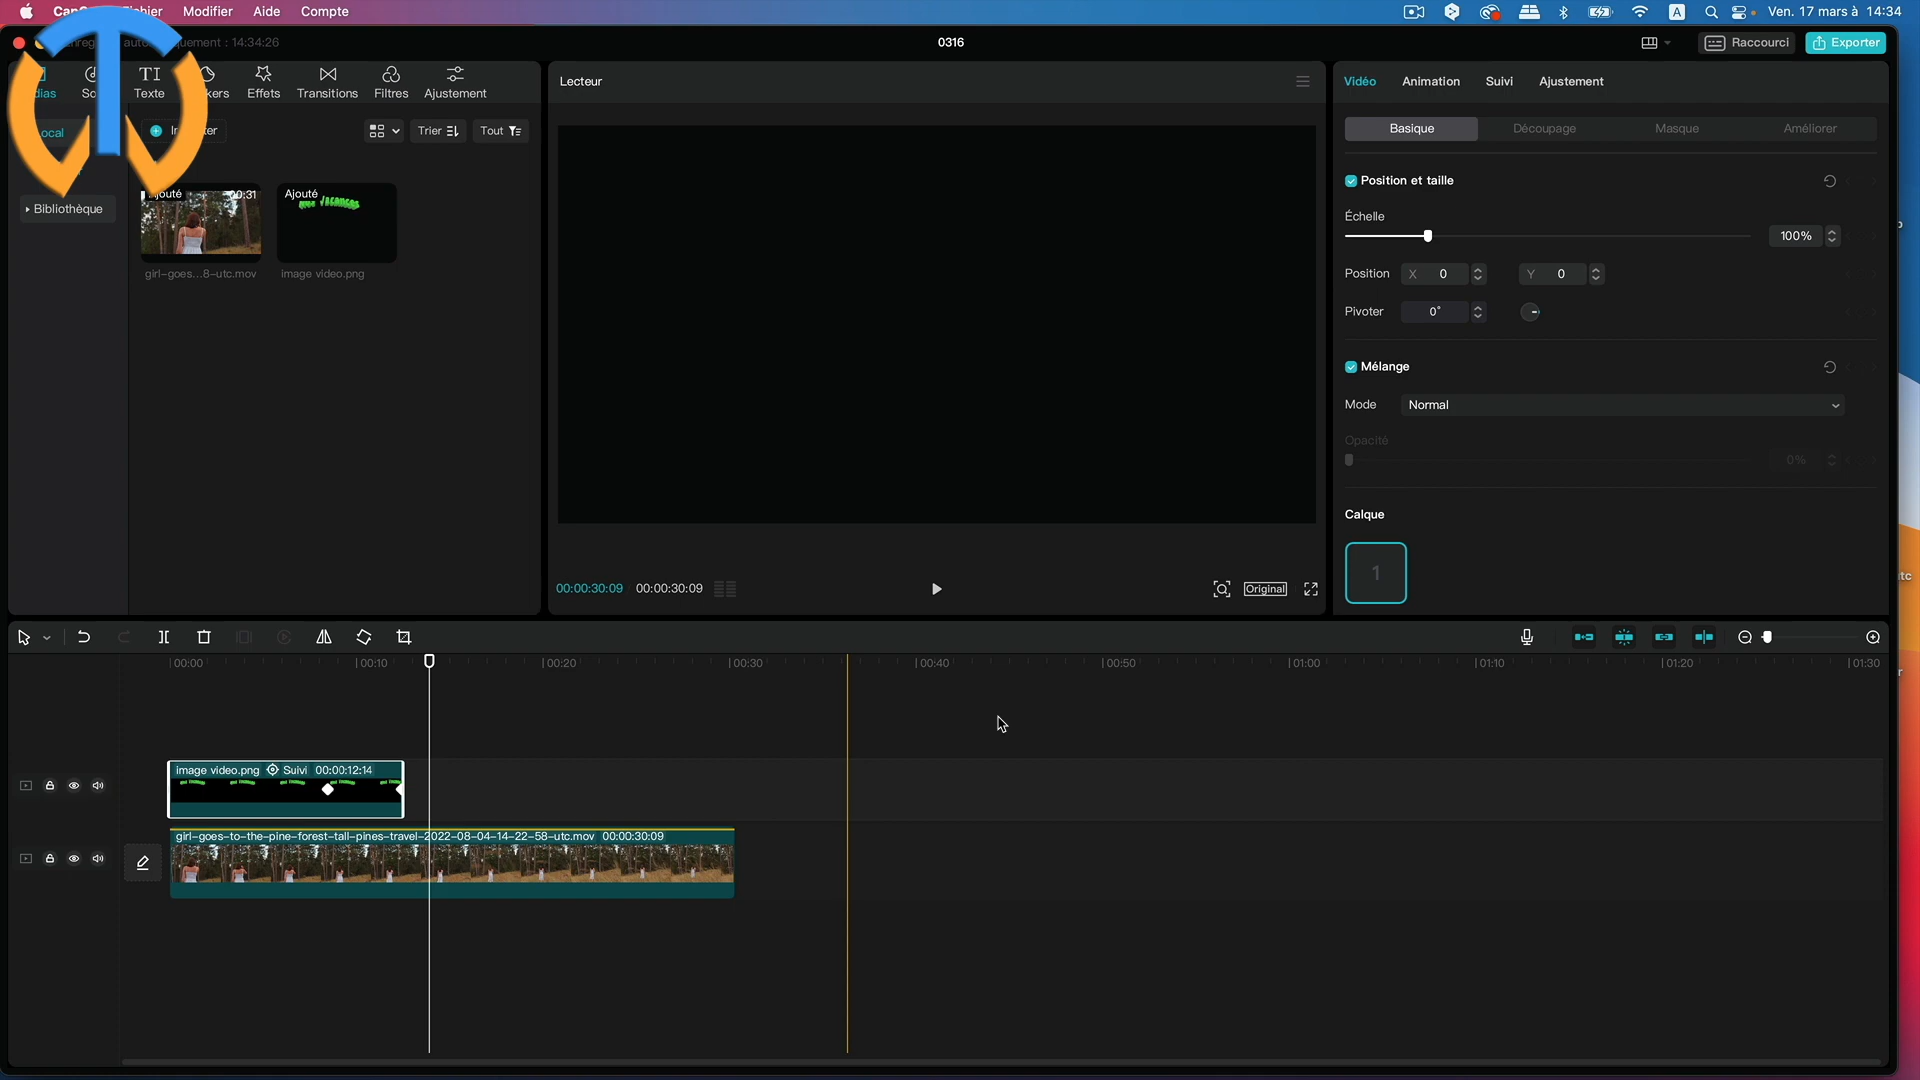 Modifier Aide Compte A Ven. 17 mars à 14:34
14:34:26 0316 Raccourci Exporter
TI
Texte Effets Transitions Filtres Ajustement
Lecteur
Vidéo Animation Suivi Ajustement
Trier Tout
Basique Découpage Masque Améliorer
Bibliothèque
Ajouté
girl-goes...8-utc.mov image video.png
Position et taille
Échelle
100%
Position X 0 Y 0
Pivoter 0°
Mélange
Mode Normal
Opacité
0%
Calque
1
00:00:30:09 00:00:30:09 Original
00:00 00:10 00:20 00:30 00:40 00:50 01:00 01:10 01:20 01:30
image video.png Suivi 00:00:12:14
girl-goes-to-the-pine-forest-tall-pines-travel-2022-08-04-14-22-58-utc.mov 00:00:30:09